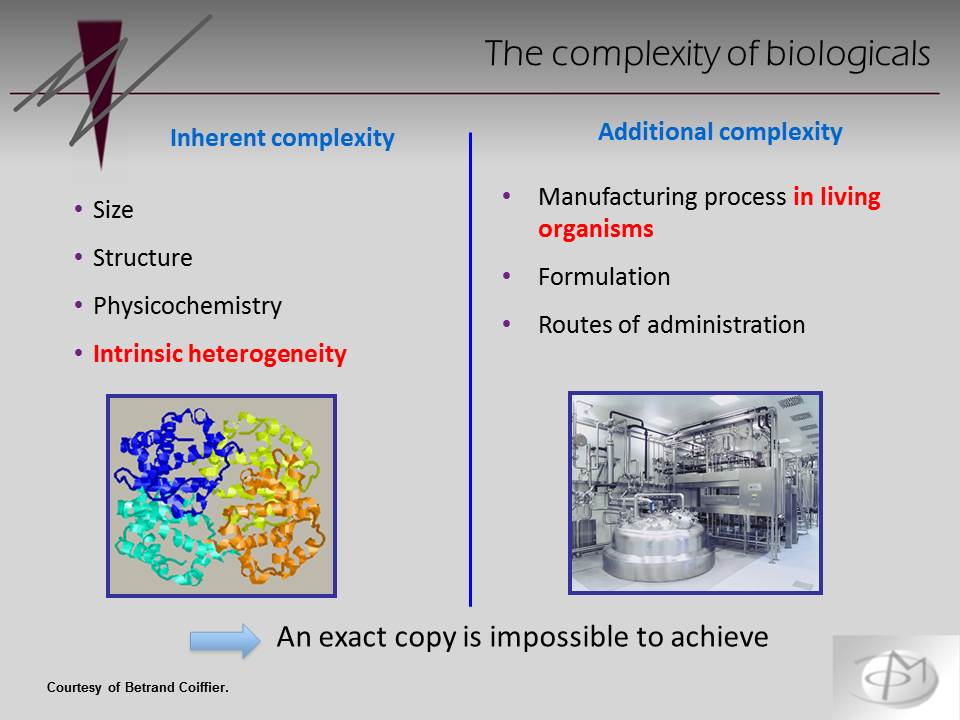 The complexity of biologicals
Inherent complexity
• Size
• Structure
• Physicochemistry
• Intrinsic heterogeneity
Additional complexity
• Manufacturing process in living
organisms
• Formulation
• Routes of administration
An exact copy is impossible to achieve
Courtesy of Betrand Coiffier.